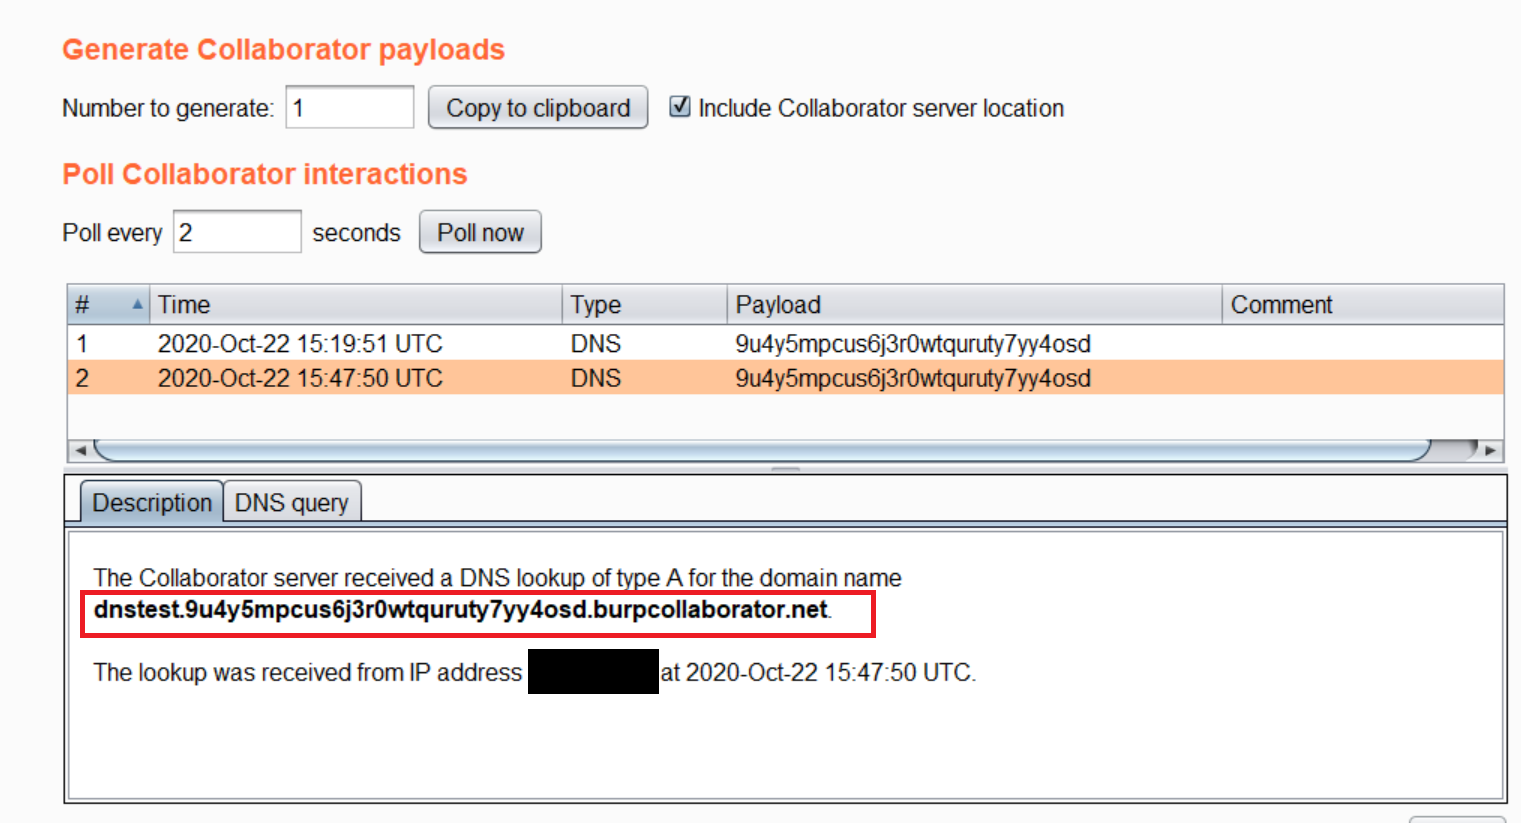 Generate Collaborator payloads
Number to generate: 1 Copy to clipboard Include Collaborator server location
Poll Collaborator interactions
Poll every 2 seconds Poll now
# Time Type Payload Comment
1 2020-Oct-22 15:19:51 UTC DNS 9u4y5mpcus6j3r0wtquruty7yy4osd
2 2020-Oct-22 15:47:50 UTC DNS 9u4y5mpcus6j3r0wtquruty7yy4osd
Description DNS query
The Collaborator server received a DNS lookup of type A for the domain name
dnstest.9u4y5mpcus6j3r0wtquruty7yy4osd.burpcollaborator.net.
The lookup was received from IP address at 2020-Oct-22 15:47:50 UTC.